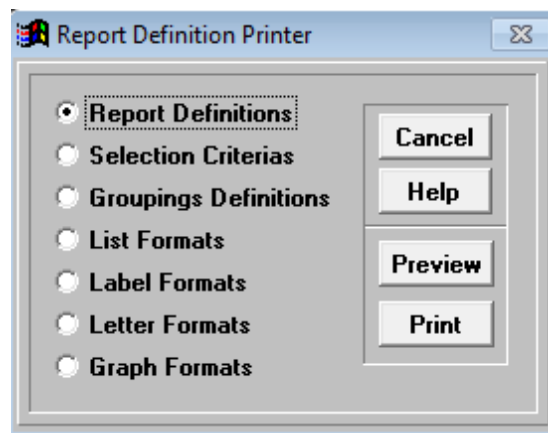 Report Definition Printer
Report Definitions
Selection Criterias
Groupings Definitions
List Formats
Label Formats
Letter Formats
Graph Formats
Cancel
Help
Preview
Print